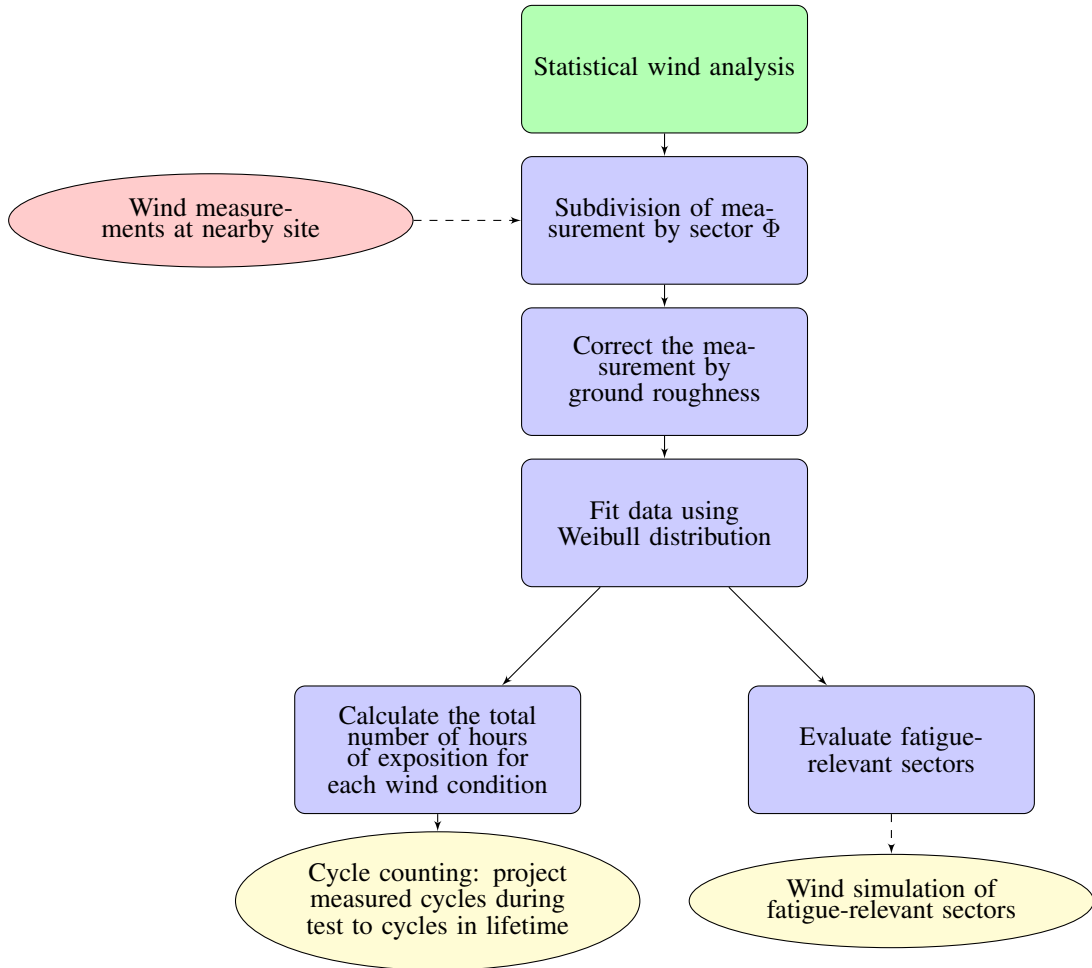 Statistical wind analysis
Wind measure-
ments at nearby site
Subdivision of mea-
surement by sector Φ
Correct the mea-
surement by
ground roughness
Fit data using
Weibull distribution
Calculate the total
number of hours
of exposition for
each wind condition
Evaluate fatigue-
relevant sectors
Cycle counting: project
measured cycles during
test to cycles in lifetime
Wind simulation of
fatigue-relevant sectors